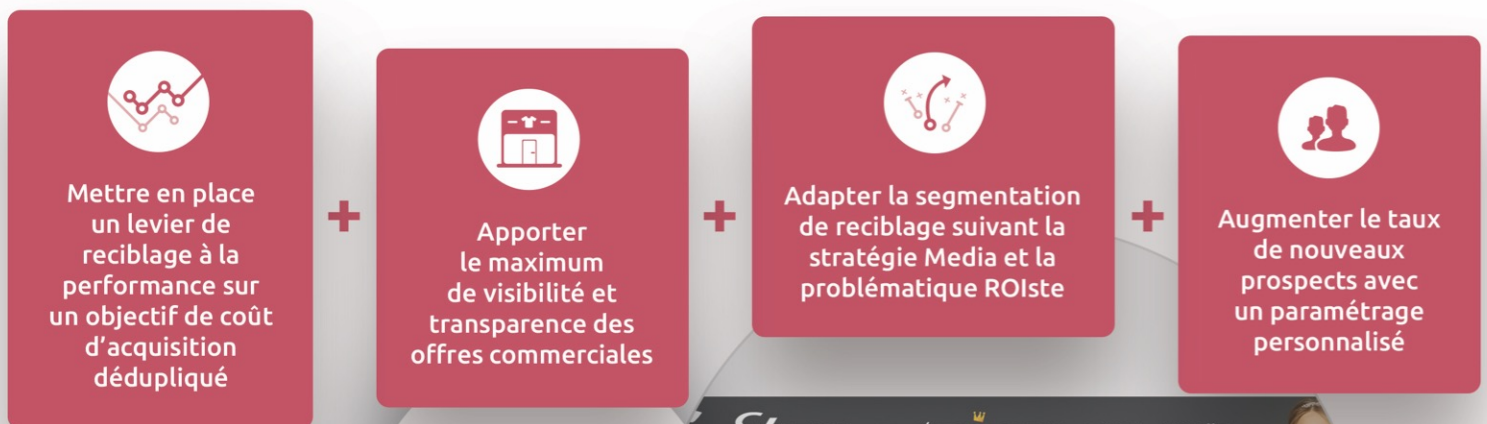 Mettre en place
un levier de
reciblage à la
performance sur
un objectif de coût
d’acquisition
dédupliqué
+
Apporter
le maximum
de visibilité et
transparence des
offres commerciales
+
Adapter la segmentation
de reciblage suivant la
stratégie Media et la
problématique ROIste
+
Augmenter le taux
de nouveaux
prospects avec
un paramétrage
personnalisé